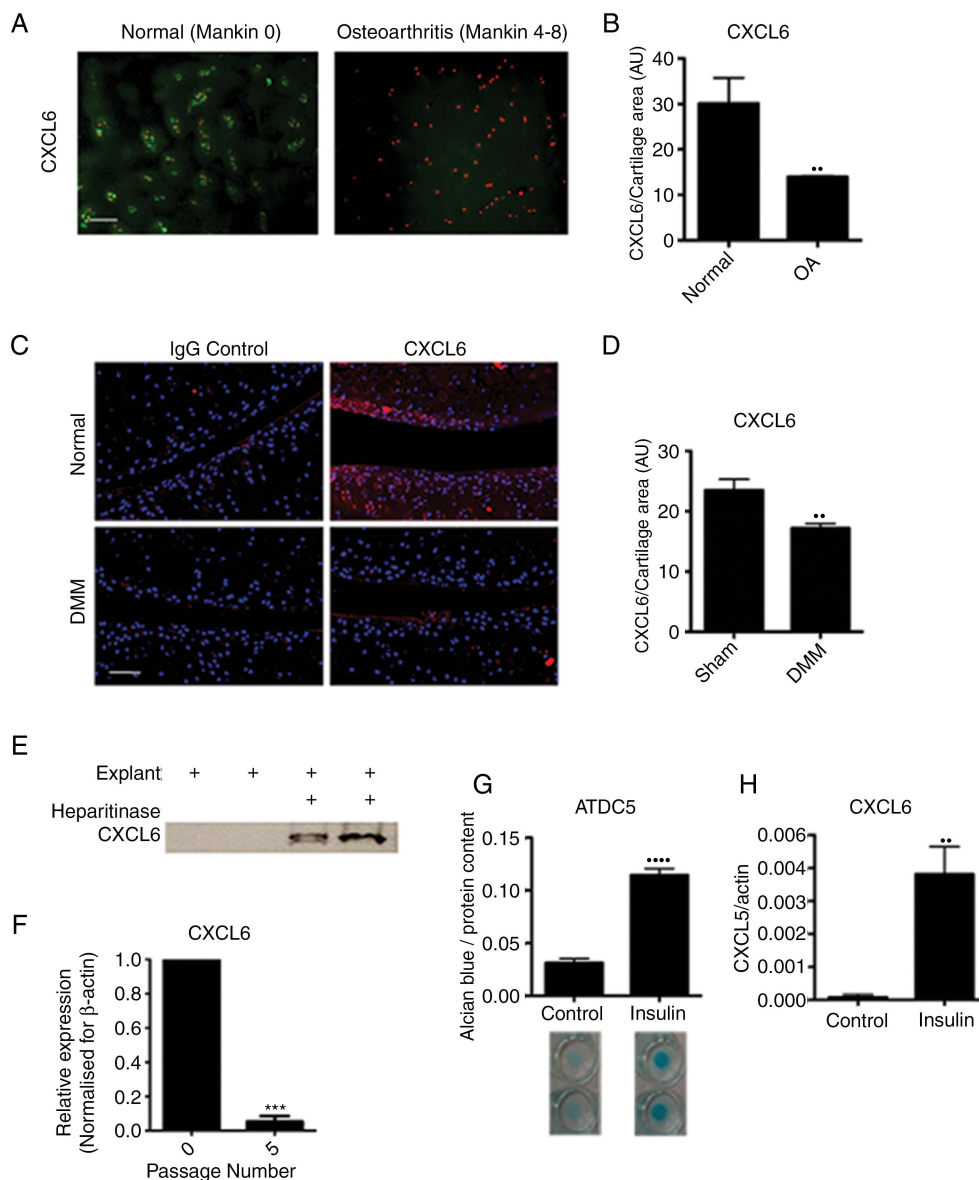 A
Normal (Mankin 0)
Osteoarthritis (Mankin 4-8)
CXCL6
B
CXCL6
CXCL6/Cartilage area (AU)
40
30
20
10
0
Normal
OA
••
C
IgG Control
CXCL6
Normal
DMM
D
CXCL6
CXCL6/Cartilage area (AU)
30
20
10
0
Sham
DMM
••
E
Explant + + + +
Heparitinase + +
CXCL6
F
CXCL6
Relative expression
(Normalised for β-actin)
1.0
0.8
0.6
0.4
0.2
0.0
***
0
5
Passage Number
G
ATDC5
Alcian blue / protein content
0.15
0.10
0.05
0.00
••••
Control
Insulin
H
CXCL6
CXCL5/actin
0.006
0.005
0.004
0.003
0.002
0.001
0.000
••
Control
Insulin